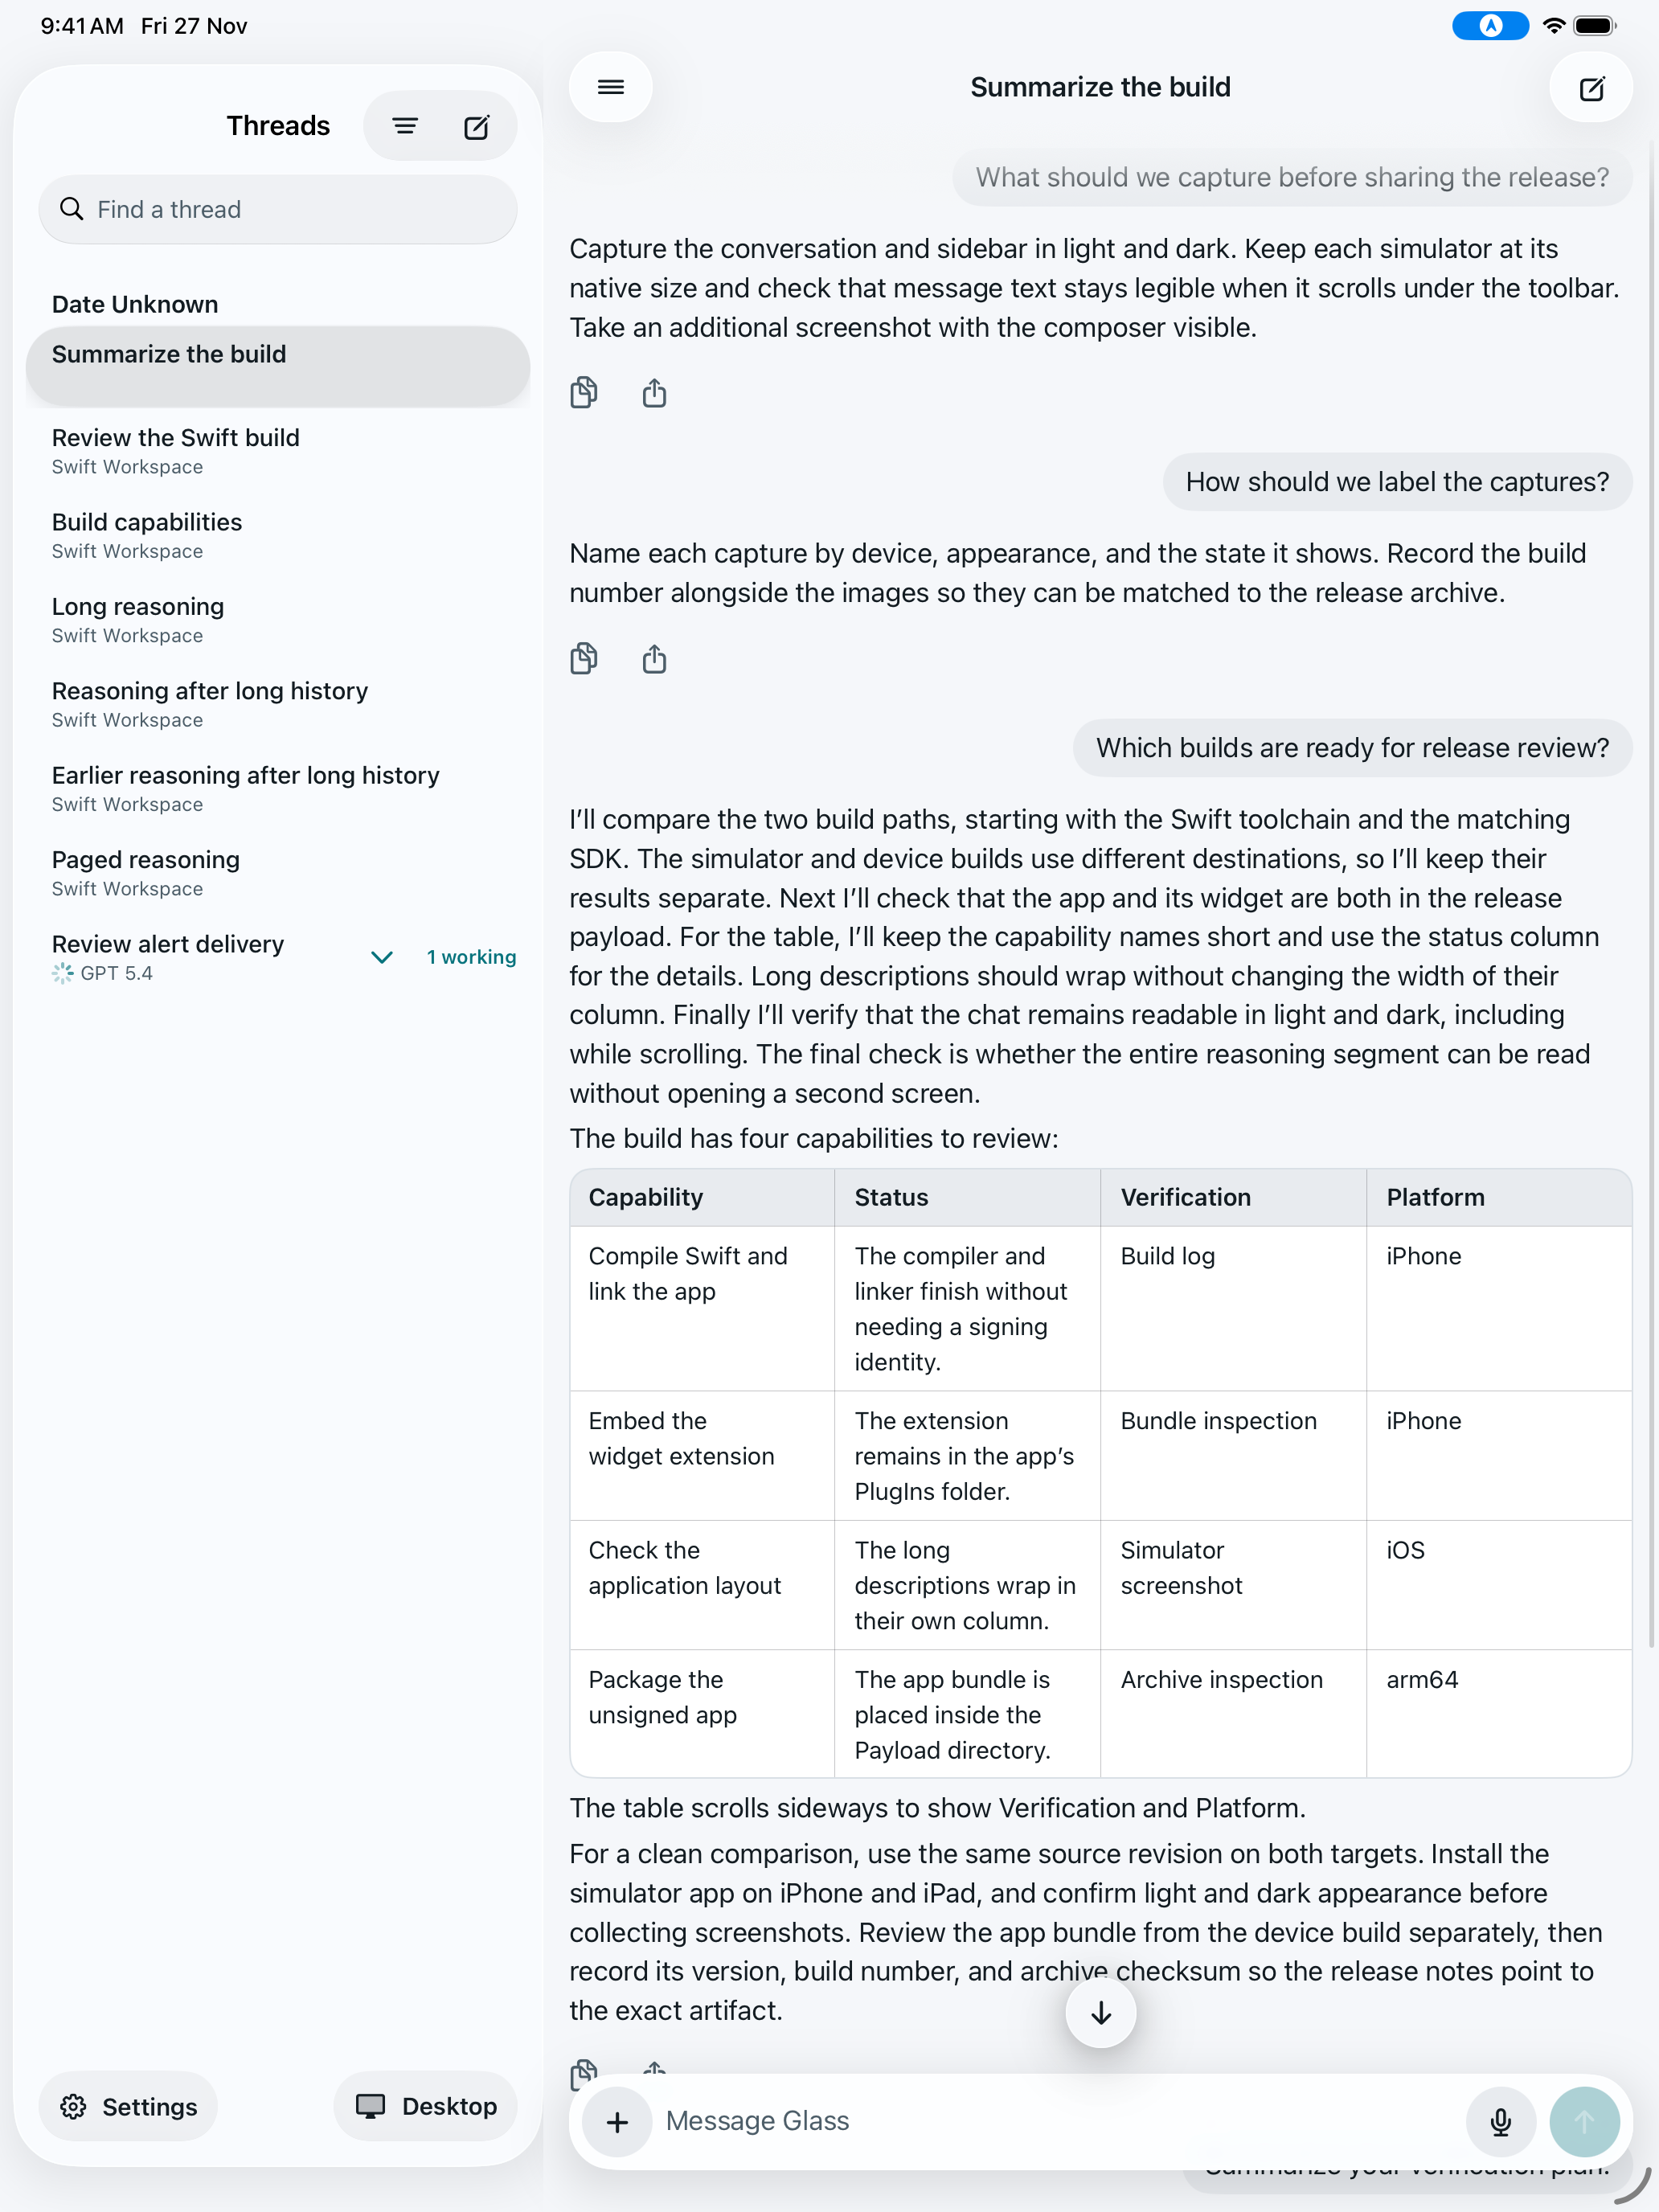 9:41 AM Fri 27 Nov
Threads
Find a thread
Date Unknown
Summarize the build
Review the Swift build
Swift Workspace
Build capabilities
Swift Workspace
Long reasoning
Swift Workspace
Reasoning after long history
Swift Workspace
Earlier reasoning after long history
Swift Workspace
Paged reasoning
Swift Workspace
Review alert delivery
GPT 5.4
1 working
Settings
Desktop
Summarize the build
What should we capture before sharing the release?
Capture the conversation and sidebar in light and dark. Keep each simulator at its
native size and check that message text stays legible when it scrolls under the toolbar.
Take an additional screenshot with the composer visible.
How should we label the captures?
Name each capture by device, appearance, and the state it shows. Record the build
number alongside the images so they can be matched to the release archive.
Which builds are ready for release review?
I’ll compare the two build paths, starting with the Swift toolchain and the matching
SDK. The simulator and device builds use different destinations, so I’ll keep their
results separate. Next I’ll check that the app and its widget are both in the release
payload. For the table, I’ll keep the capability names short and use the status column
for the details. Long descriptions should wrap without changing the width of their
column. Finally I’ll verify that the chat remains readable in light and dark, including
while scrolling. The final check is whether the entire reasoning segment can be read
without opening a second screen.
The build has four capabilities to review:
Capability Status Verification Platform
Compile Swift and
link the app
The compiler and
linker finish without
needing a signing
identity.
Build log
iPhone
Embed the
widget extension
The extension
remains in the app’s
PlugIns folder.
Bundle inspection
iPhone
Check the
application layout
The long
descriptions wrap in
their own column.
Simulator
screenshot
iOS
Package the
unsigned app
The app bundle is
placed inside the
Payload directory.
Archive inspection
arm64
The table scrolls sideways to show Verification and Platform.
For a clean comparison, use the same source revision on both targets. Install the
simulator app on iPhone and iPad, and confirm light and dark appearance before
collecting screenshots. Review the app bundle from the device build separately, then
record its version, build number, and archive checksum so the release notes point to
the exact artifact.
Message Glass
Summarize your verification plan.